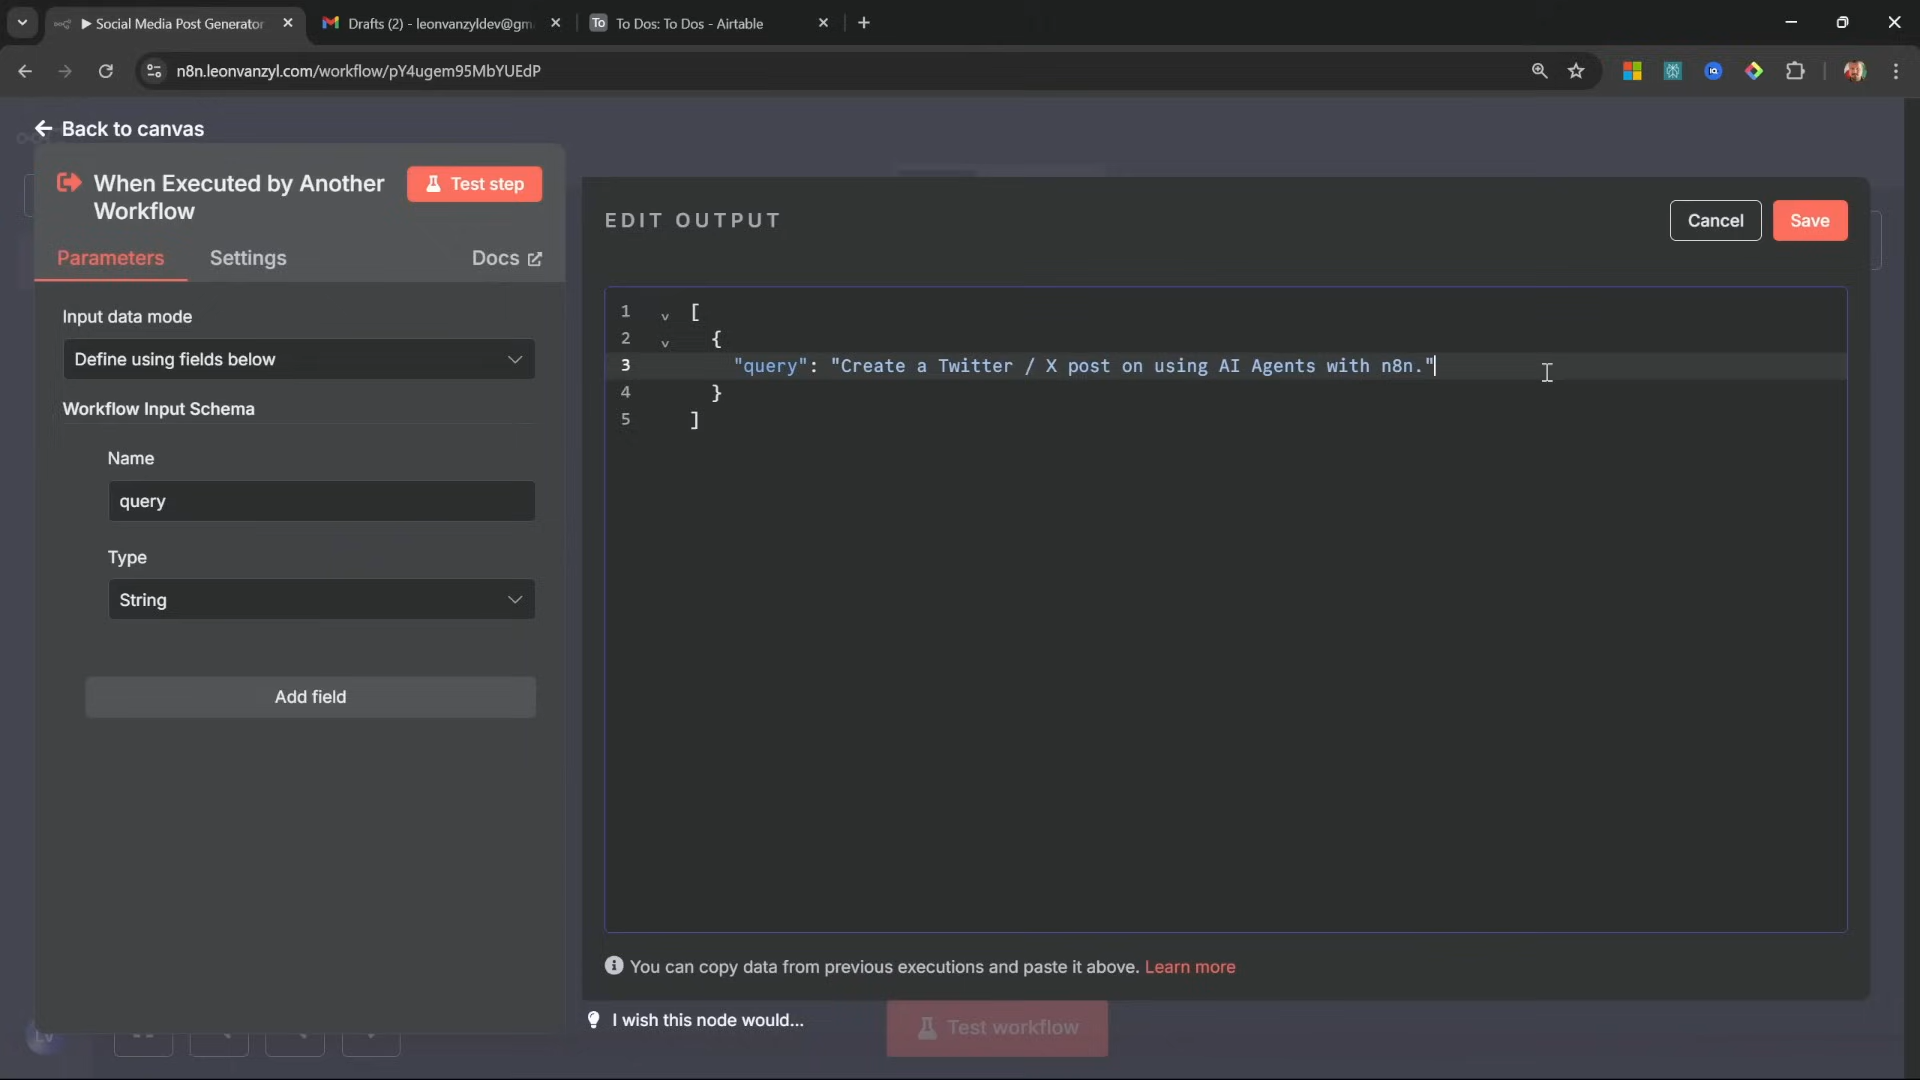 ▶ Social Media Post Generator
Drafts (2) - leonvanzyldev@gm
To
To Dos: To Dos - Airtable
n8n.leonvanzyl.com/workflow/pY4ugem95MbYUEdP
Back to canvas
When Executed by Another
Workflow
Test step
Parameters
Settings
Docs
Input data mode
Define using fields below
Workflow Input Schema
Name
query
Type
String
Add field
EDIT OUTPUT
Cancel
Save
1 [
2 {
3 "query": "Create a Twitter / X post on using AI Agents with n8n."
4 }
5 ]
You can copy data from previous executions and paste it above. Learn more
I wish this node would...
Test workflow
LV